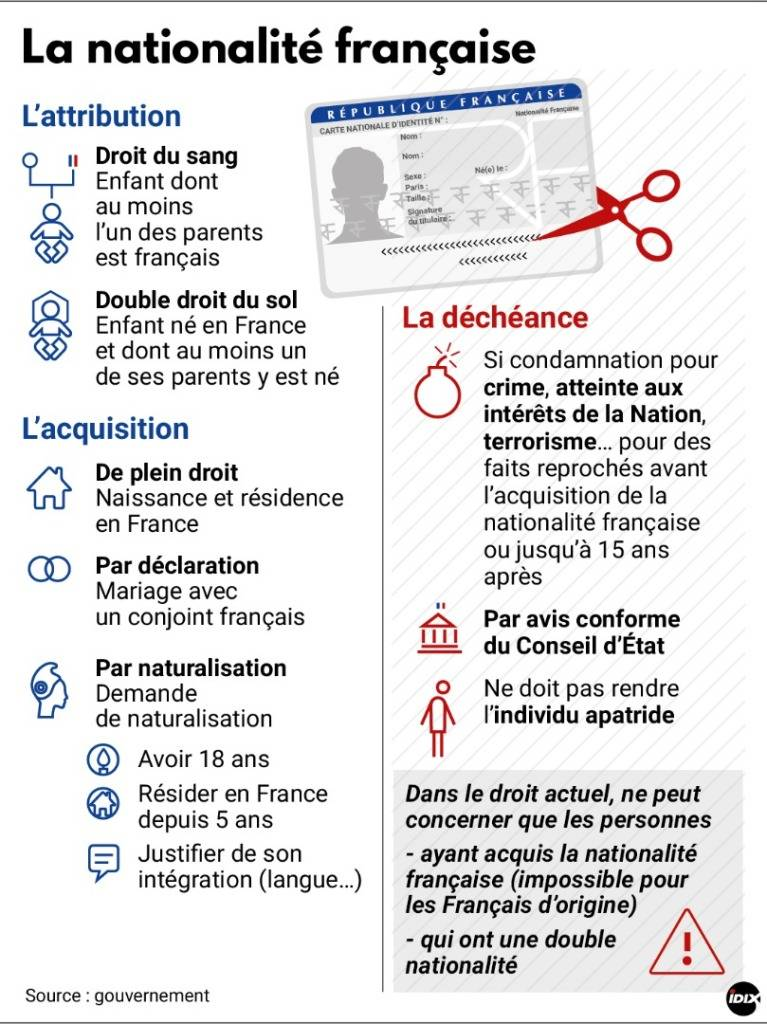 La nationalité française
L'attribution
Droit du sang
Enfant dont
au moins
l'un des parents
est français
Double droit du sol
Enfant né en France
et dont au moins un
de ses parents y est né
L'acquisition
De plein droit
Naissance et résidence
en France
Par déclaration
Mariage avec
un conjoint français
Par naturalisation
Demande
de naturalisation
Avoir 18 ans
Résider en France
depuis 5 ans
Justifier de son
intégration (langue...)
RÉPUBLIQUE FRANÇAISE
CARTE NATIONALE D'IDENTITÉ N° :
Nationalité Française
Nom :
Nom :
Sexe :
Né(e) le :
Paris :
Taille :
Signature
du titulaire :
La déchéance
Si condamnation pour
crime, atteinte aux
intérêts de la Nation,
terrorisme... pour des
faits reprochés avant
l'acquisition de la
nationalité française
ou jusqu'à 15 ans
après
Par avis conforme
du Conseil d'État
Ne doit pas rendre
l'individu apatride
Dans le droit actuel, ne peut
concerner que les personnes
- ayant acquis la nationalité
française (impossible pour
les Français d'origine)
- qui ont une double
nationalité
!
Source : gouvernement
iDIX